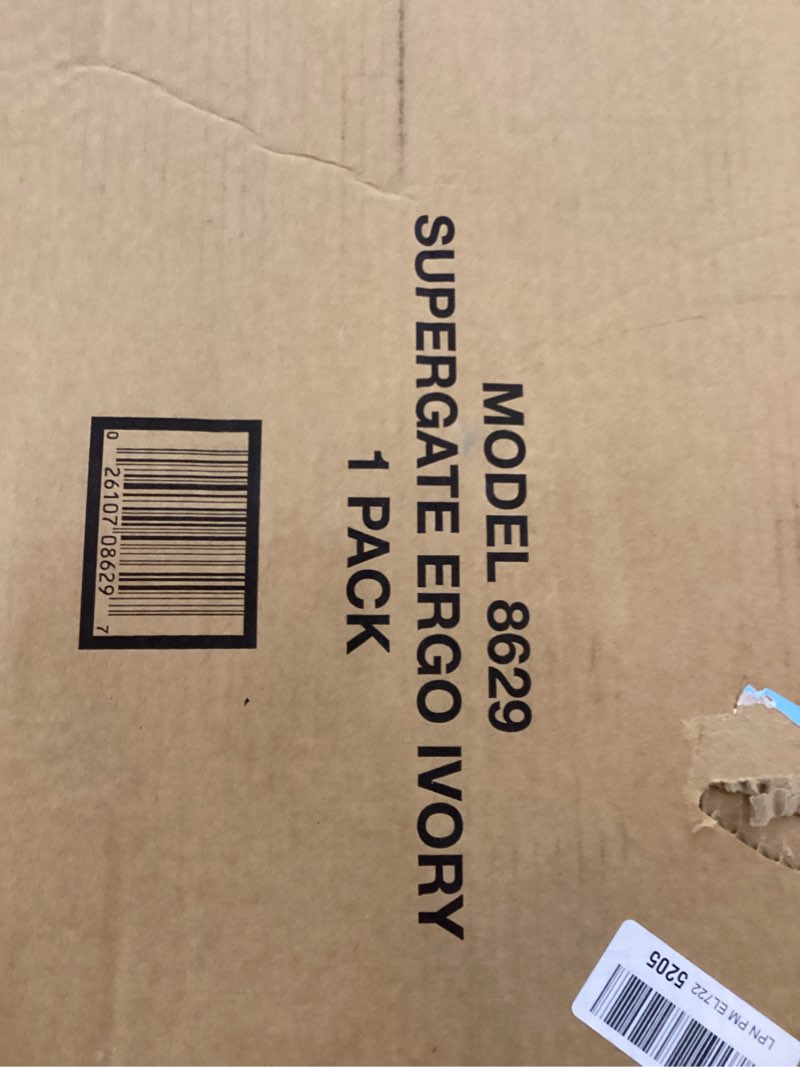 MODEL 8629
SUPERGATE ERGO IVORY
1 PACK
0 26107 08629 7
LPN PM EL722 5205